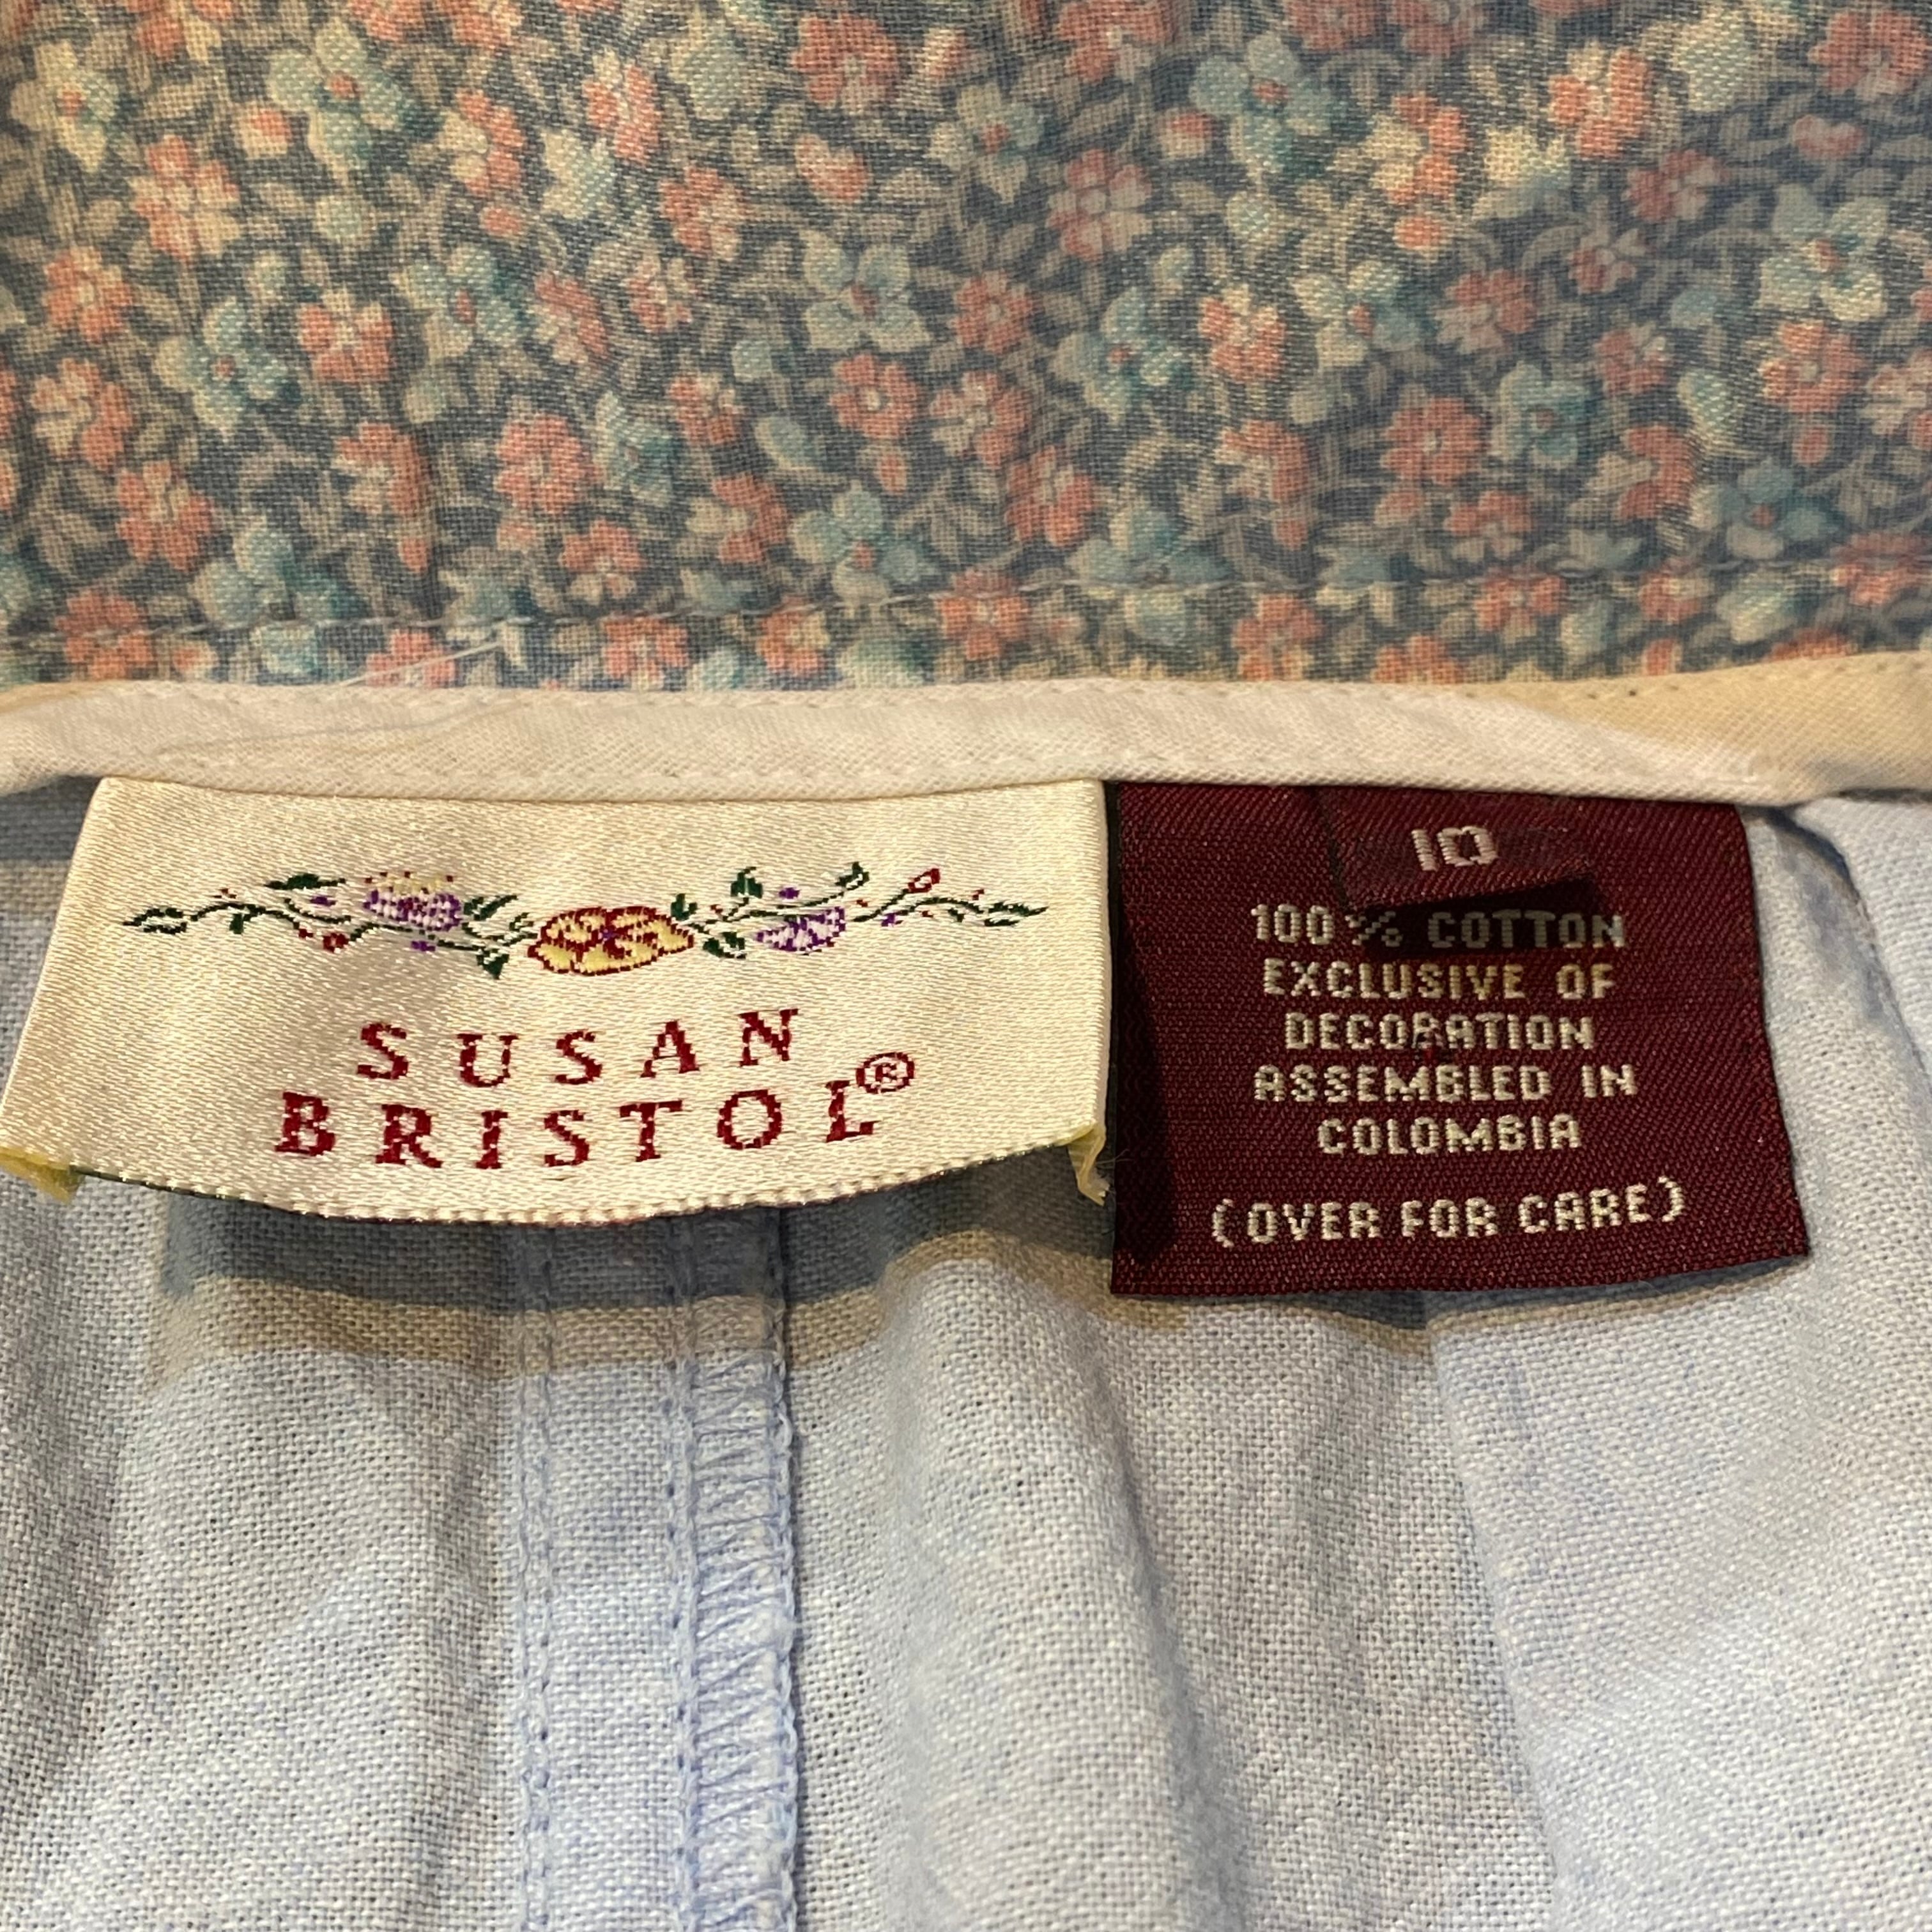 SUSAN
BRISTOL®
10
100% COTTON
EXCLUSIVE OF
DECORATION
ASSEMBLED IN
COLOMBIA
(OVER FOR CARE)